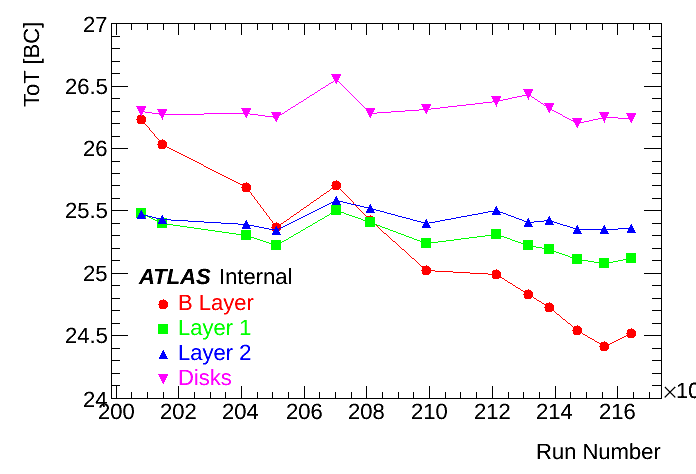 ToT [BC]
27
26.5
26
25.5
25
24.5
24
ATLAS Internal
B Layer
Layer 1
Layer 2
Disks
200 202 204 206 208 210 212 214 216
×10
Run Number